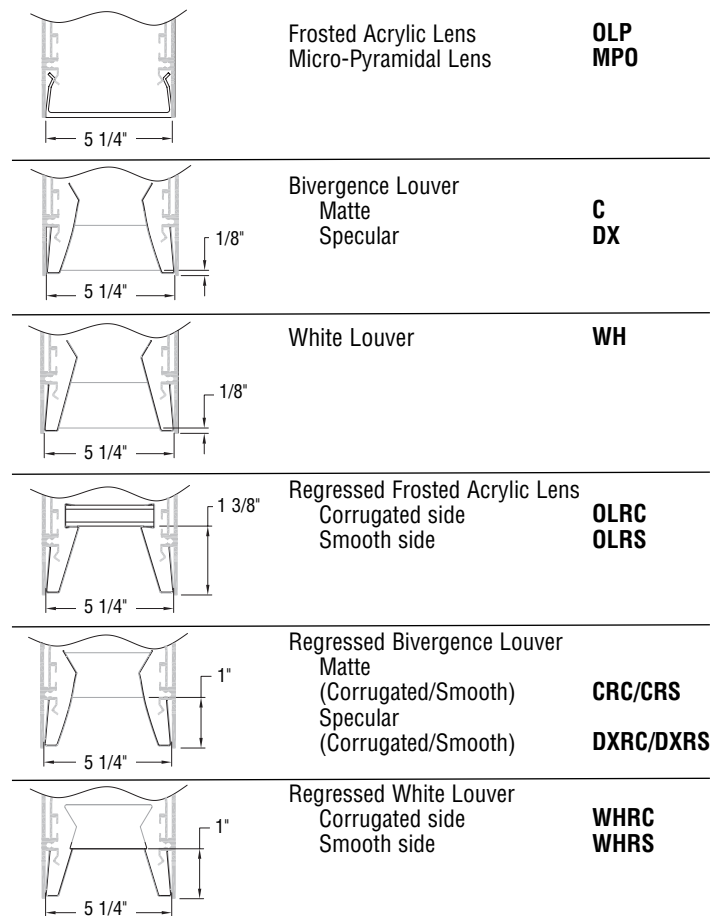 Frosted Acrylic Lens OLP
Micro-Pyramidal Lens MPO
5 1/4"
Bivergence Louver
Matte C
Specular DX
1/8"
5 1/4"
White Louver WH
1/8"
5 1/4"
Regressed Frosted Acrylic Lens
1 3/8"
Corrugated side OLRC
Smooth side OLRS
5 1/4"
Regressed Bivergence Louver
Matte
1"
(Corrugated/Smooth) CRC/CRS
Specular
(Corrugated/Smooth) DXRC/DXRS
5 1/4"
Regressed White Louver
Corrugated side WHRC
1"
Smooth side WHRS
5 1/4"